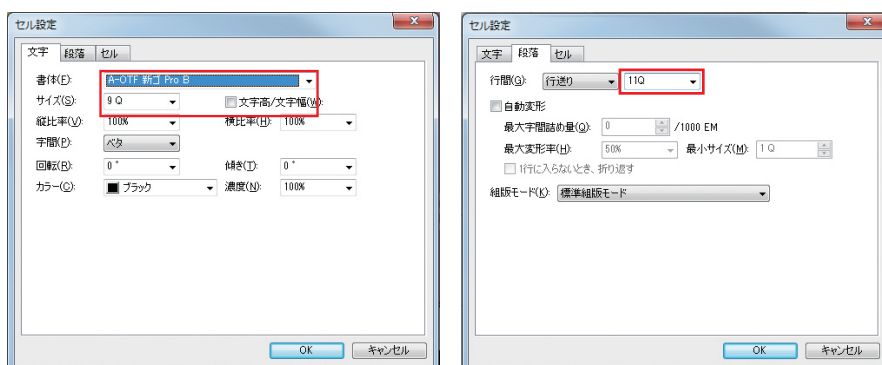 セル設定
文字 段落 セル
書体(F): A-OTF 新ゴ Pro B
サイズ(S): 9 Q 文字高/文字幅(W):
縦比率(V): 100% 横比率(H): 100%
字間(P): ベタ
回転(R): 0 ° 傾き(T): 0 °
カラー(C): ブラック 濃度(N): 100%
OK キャンセル
セル設定
文字 段落 セル
行間(G): 行送り 11Q
自動変形
最大字間詰め量(Q): 0 /1000 EM
最大変形率(H): 50% 最小サイズ(M): 1 Q
1行に入らないとき、折り返す
組版モード(K): 標準組版モード
OK キャンセル